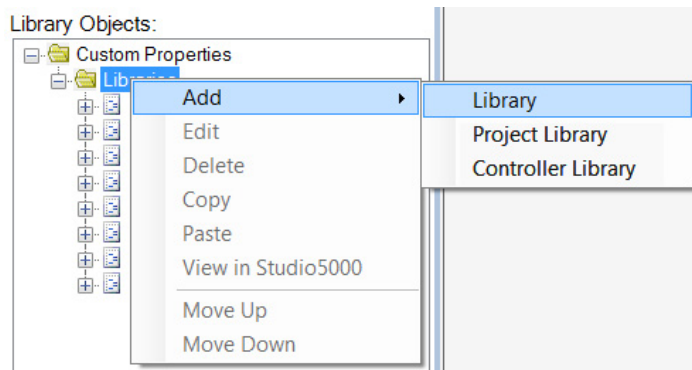 Library Objects:
Custom Properties
Libraries
Add
Edit
Delete
Copy
Paste
View in Studio5000
Move Up
Move Down
Library
Project Library
Controller Library